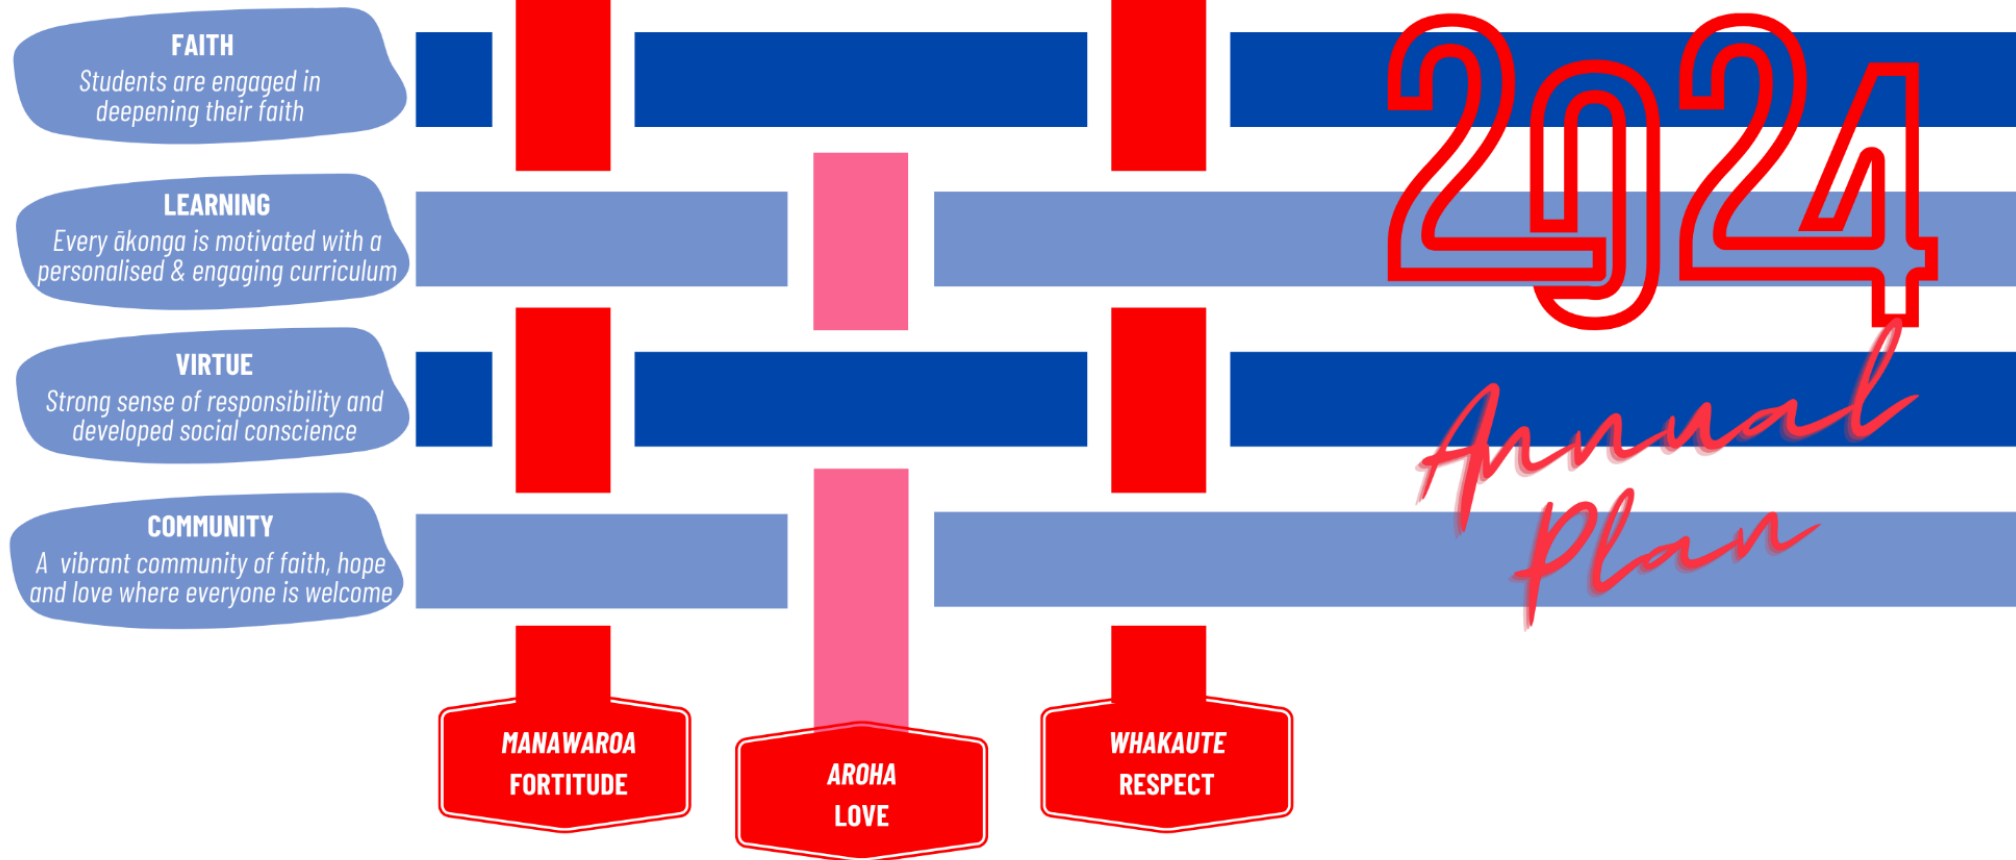 FAITH
Students are engaged in
deepening their faith
LEARNING
Every ākonga is motivated with a
personalised & engaging curriculum
VIRTUE
Strong sense of responsibility and
developed social conscience
COMMUNITY
A vibrant community of faith, hope
and love where everyone is welcome
2024
Annual
Plan
MANAWAROA
FORTITUDE
AROHA
LOVE
WHAKAUTE
RESPECT